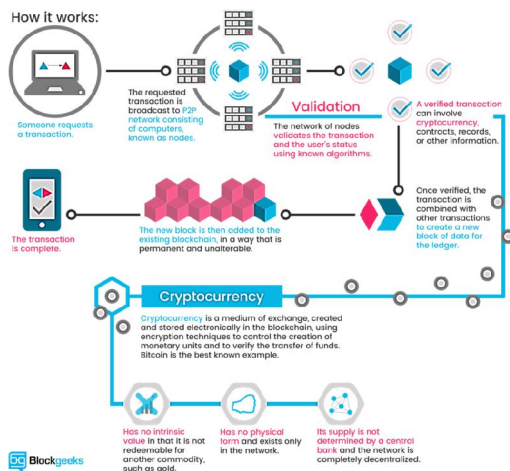 How it works:
Someone requests
a transaction.
The requested
transaction is
broadcast to P2P
network consisting
of computers,
known as nodes.
Validation
The network of nodes
validates the transaction
and the user's status
using known algorithms.
A verified transaction
can involve
cryptocurrency,
contracts, records,
or other information.
Once verified, the
transaction is
combined with
other transactions
to create a new
block of data for
the ledger.
The new block is then added to the
existing blockchain, in a way that is
permanent and unalterable.
The transaction
is complete.
Cryptocurrency
Cryptocurrency is a medium of exchange, created
and stored electronically in the blockchain, using
encryption techniques to control the creation of
monetary units and to verify the transfer of funds.
Bitcoin is the best known example.
Has no intrinsic
value in that it is not
redeemable for
another commodity,
such as gold.
Has no physical
form and exists only
in the network.
Its supply is not
determined by a central
bank and the network is
completely decentralized.
bg Blockgeeks